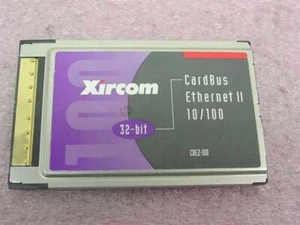 100
Xircom
CardBus
Ethernet II
10/100
32-bit
CBE2-100